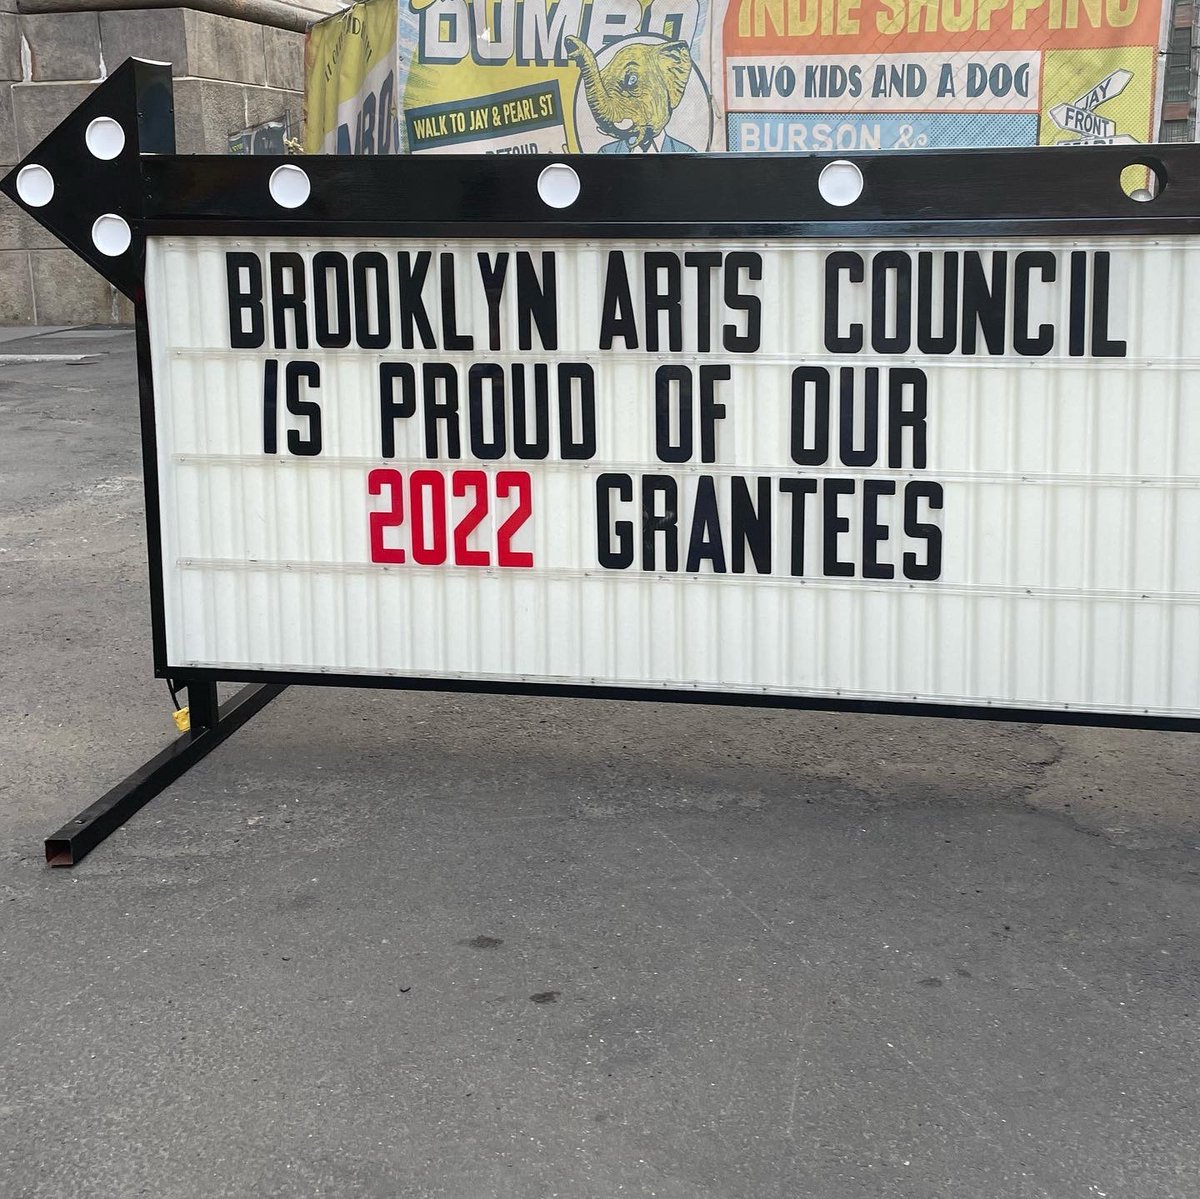 DUMBO
WALK TO JAY & PEARL ST
INDIE SHOPPING
TWO KIDS AND A DOG
BURSON &
JAY
FRONT
BROOKLYN ARTS COUNCIL
IS PROUD OF OUR
2022 GRANTEES